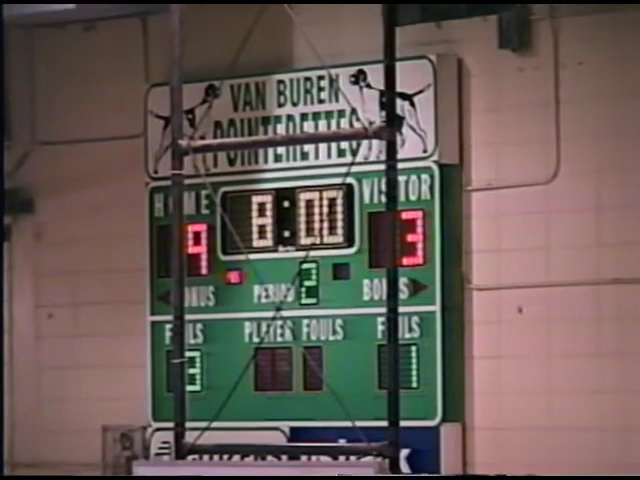 VAN BUREN
POINTERETTES
HOME 8:00 VISITOR
9 3
BONUS PERIOD 2 BONUS
FOULS PLAYER FOULS FOULS
3 1